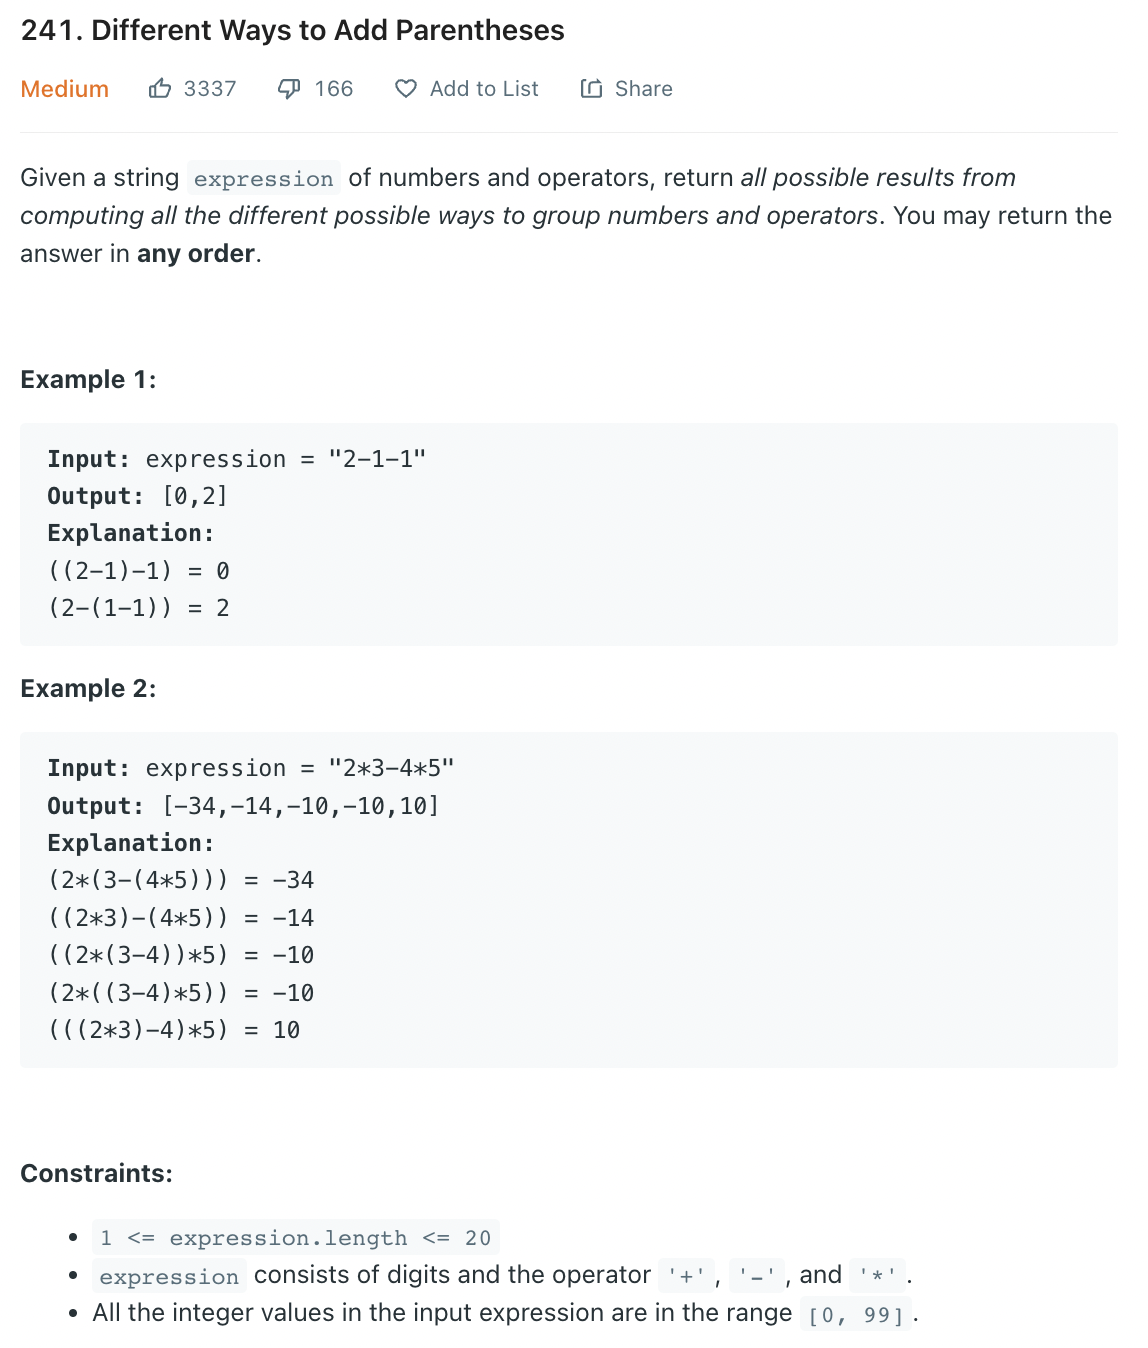 241. Different Ways to Add Parentheses
Medium 3337 166 Add to List Share
Given a string expression of numbers and operators, return all possible results from
computing all the different possible ways to group numbers and operators. You may return the
answer in any order.
Example 1:
Input: expression = "2-1-1"
Output: [0,2]
Explanation:
((2-1)-1) = 0
(2-(1-1)) = 2
Example 2:
Input: expression = "2*3-4*5"
Output: [-34,-14,-10,-10,10]
Explanation:
(2*(3-(4*5))) = -34
((2*3)-(4*5)) = -14
((2*(3-4))*5) = -10
(2*((3-4)*5)) = -10
(((2*3)-4)*5) = 10
Constraints:
• 1 <= expression.length <= 20
• expression consists of digits and the operator '+', '-', and '*'.
• All the integer values in the input expression are in the range [0, 99].